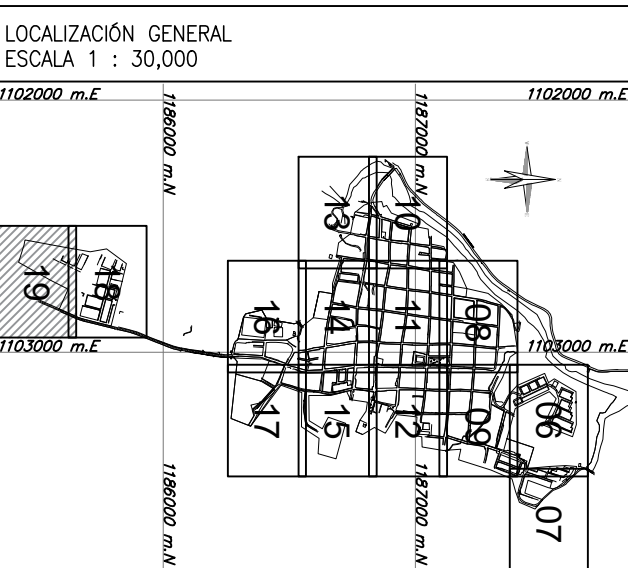 LOCALIZACIÓN GENERAL
ESCALA 1 : 30,000
1102000 m.E
1102000 m.E
1186000 m.N
1187000 m.N
13
10
19
18
16
14
11
08
1103000 m.E
1103000 m.E
17
15
12
09
06
07
1186000 m.N
1187000 m.N